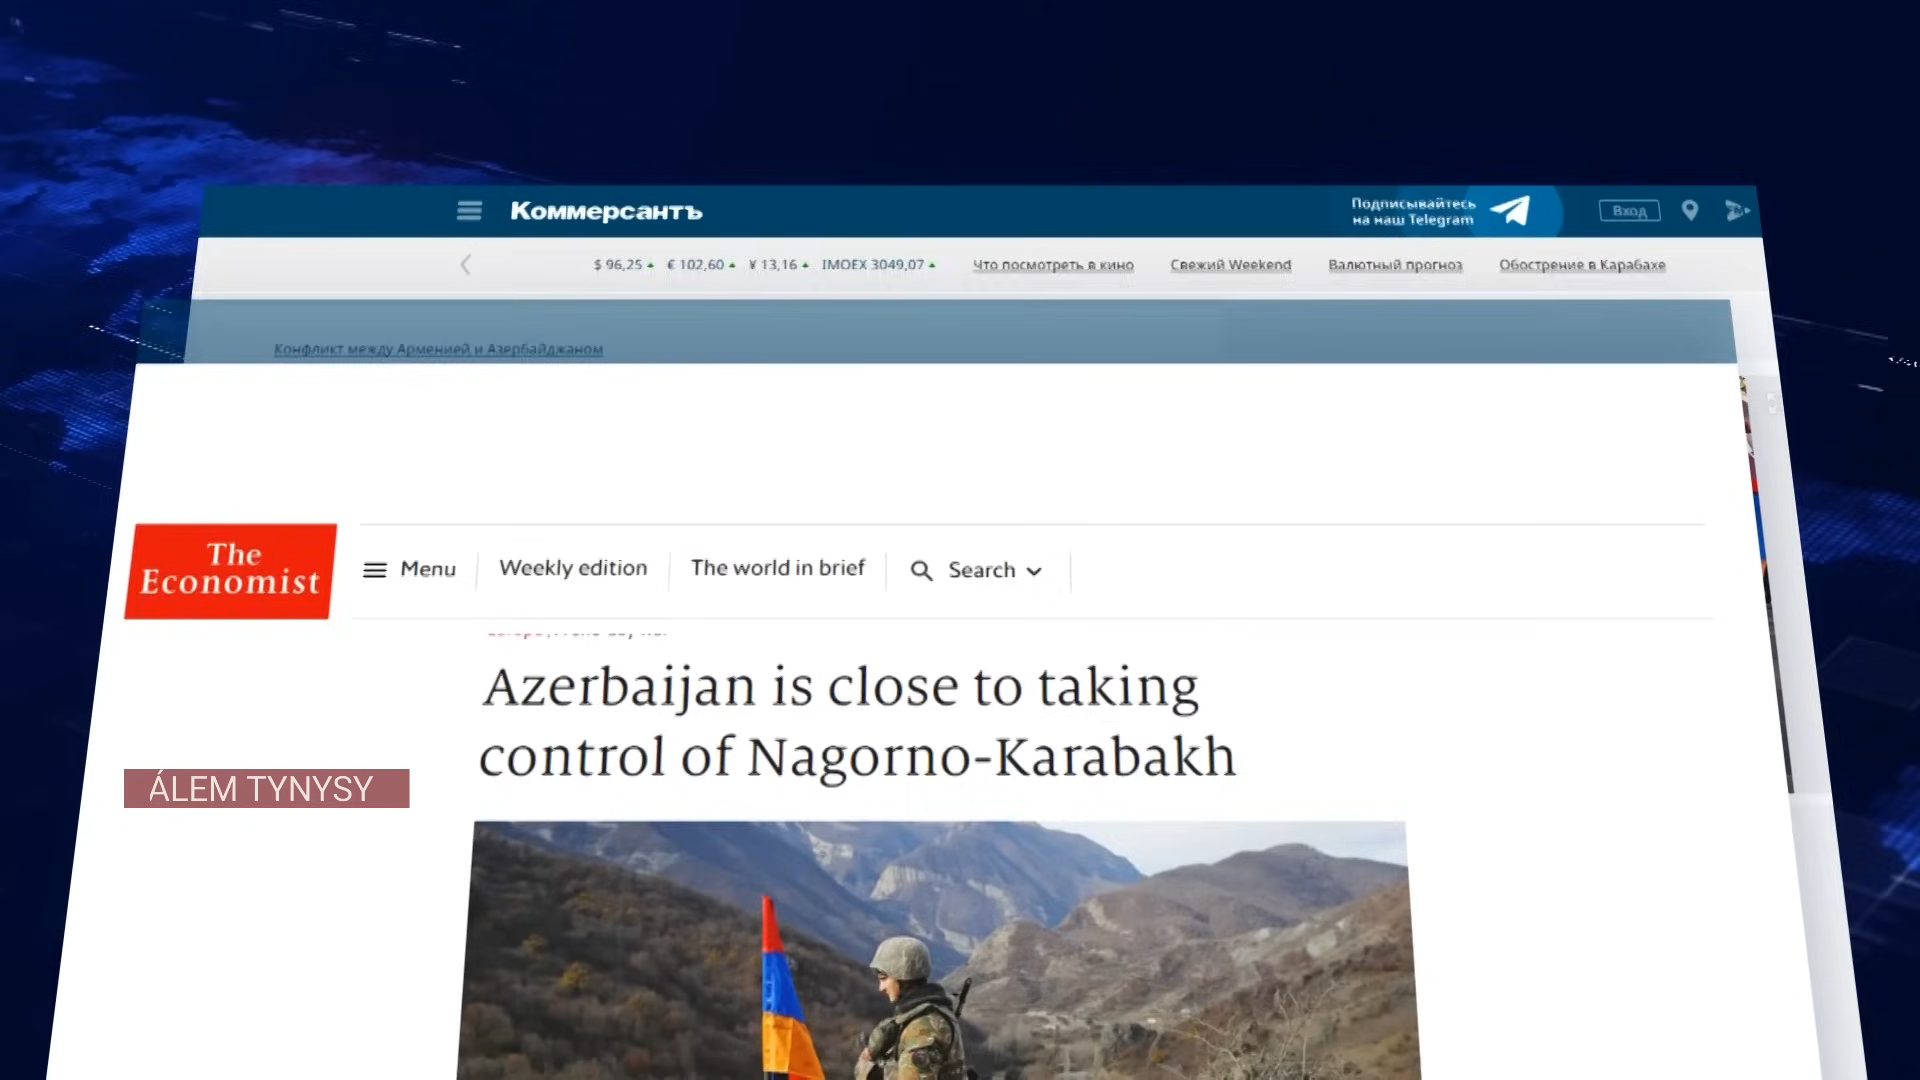 Коммерсантъ
Подписывайтесь
на наш Telegram
Вход
$ 96,25 € 102,60 ¥ 13,16 IMOEX 3049,07 Что посмотреть в кино Свежий Weekend Валютный прогноз Обострение в Карабахе
Конфликт между Арменией и Азербайджаном
The
Economist
Menu Weekly edition The world in brief Search
Azerbaijan is close to taking
control of Nagorno-Karabakh
ÁLEM TYNYSY